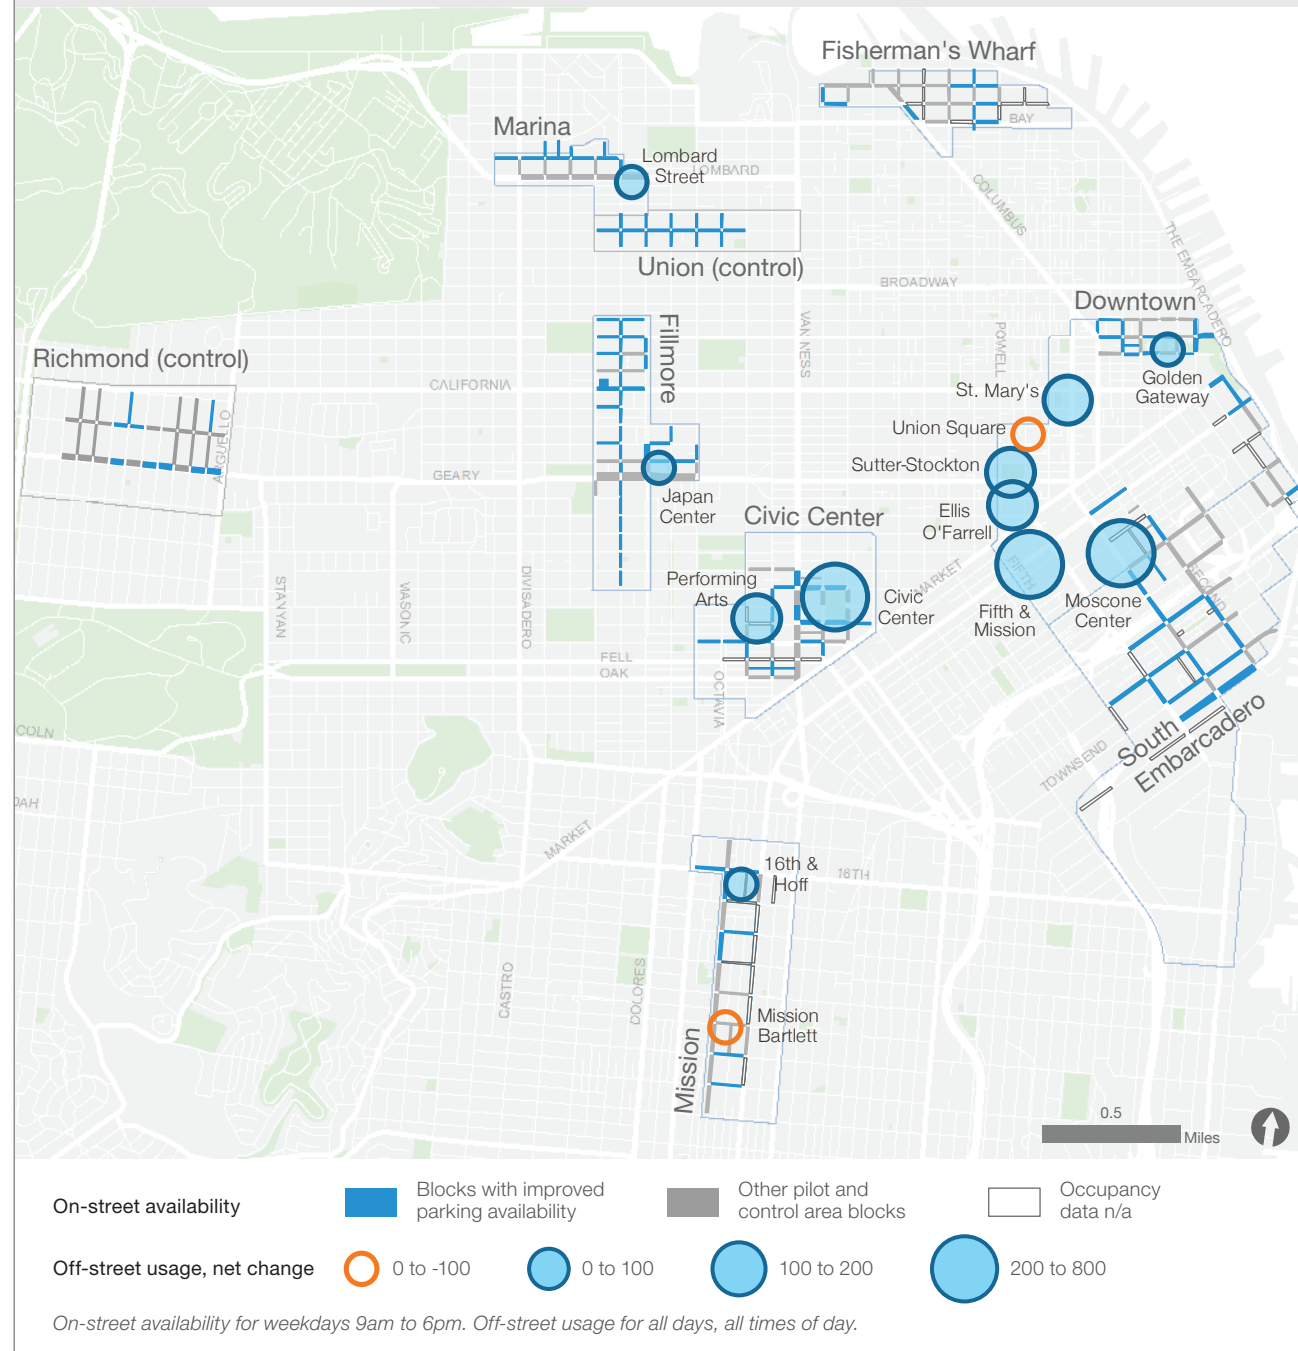 Fisherman's Wharf
BAY
Marina
Lombard
Street
LOMBARD
COLUMBUS
THE EMBARCADERO
Union (control)
BROADWAY
Downtown
Fillmore
VAN NESS
POWELL
Richmond (control)
CALIFORNIA
Golden
Gateway
St. Mary's
Union Square
ARGUELLO
Sutter-Stockton
GEARY
Japan
Center
Civic Center
Ellis
O'Farrell
MARKET
FIFTH
SECOND
Performing
Arts
Civic
Center
Fifth &
Mission
Moscone
Center
STANYAN
MASONIC
DIVISADERO
FELL
OAK
OCTAVIA
South
Embarcadero
TOWNSEND
COLN
DAH
MARKET
16th &
Hoff
16TH
CASTRO
DOLORES
Mission
Bartlett
Mission
0.5
Miles
On-street availability
Blocks with improved
parking availability
Other pilot and
control area blocks
Occupancy
data n/a
Off-street usage, net change
0 to -100
0 to 100
100 to 200
200 to 800
On-street availability for weekdays 9am to 6pm. Off-street usage for all days, all times of day.